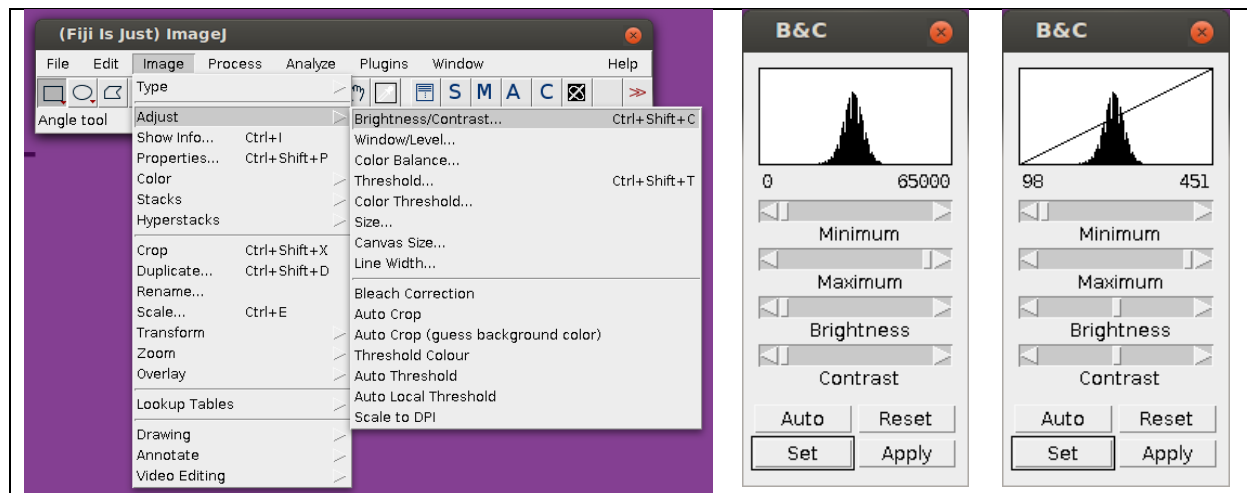 (Fiji Is Just) ImageJ
File Edit Image Process Analyze Plugins Window Help
S M A C >>
Angle tool
Type
Adjust
Show Info... Ctrl+I
Properties... Ctrl+Shift+P
Color
Stacks
Hyperstacks
Crop Ctrl+Shift+X
Duplicate... Ctrl+Shift+D
Rename...
Scale... Ctrl+E
Transform
Zoom
Overlay
Lookup Tables
Drawing
Annotate
Video Editing
Brightness/Contrast... Ctrl+Shift+C
Window/Level...
Color Balance...
Threshold... Ctrl+Shift+T
Color Threshold...
Size...
Canvas Size...
Line Width...
Bleach Correction
Auto Crop
Auto Crop (guess background color)
Threshold Colour
Auto Threshold
Auto Local Threshold
Scale to DPI
B&C
0 65000
Minimum
Maximum
Brightness
Contrast
Auto Reset
Set Apply
B&C
98 451
Minimum
Maximum
Brightness
Contrast
Auto Reset
Set Apply